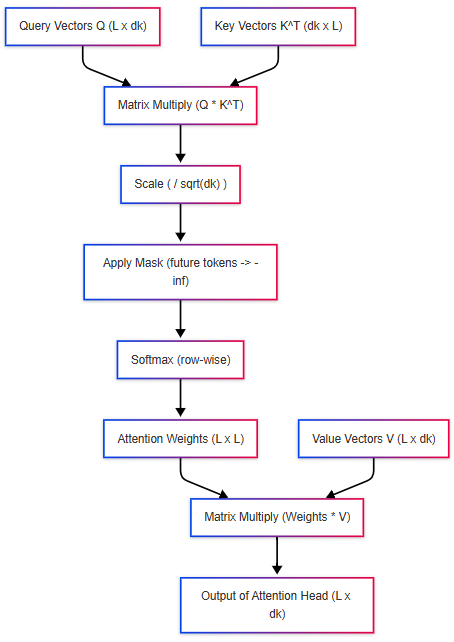 Query Vectors Q (L x dk)
Key Vectors K^T (dk x L)
Matrix Multiply (Q * K^T)
Scale ( / sqrt(dk) )
Apply Mask (future tokens -> -
inf)
Softmax (row-wise)
Attention Weights (L x L)
Value Vectors V (L x dk)
Matrix Multiply (Weights * V)
Output of Attention Head (L x
dk)